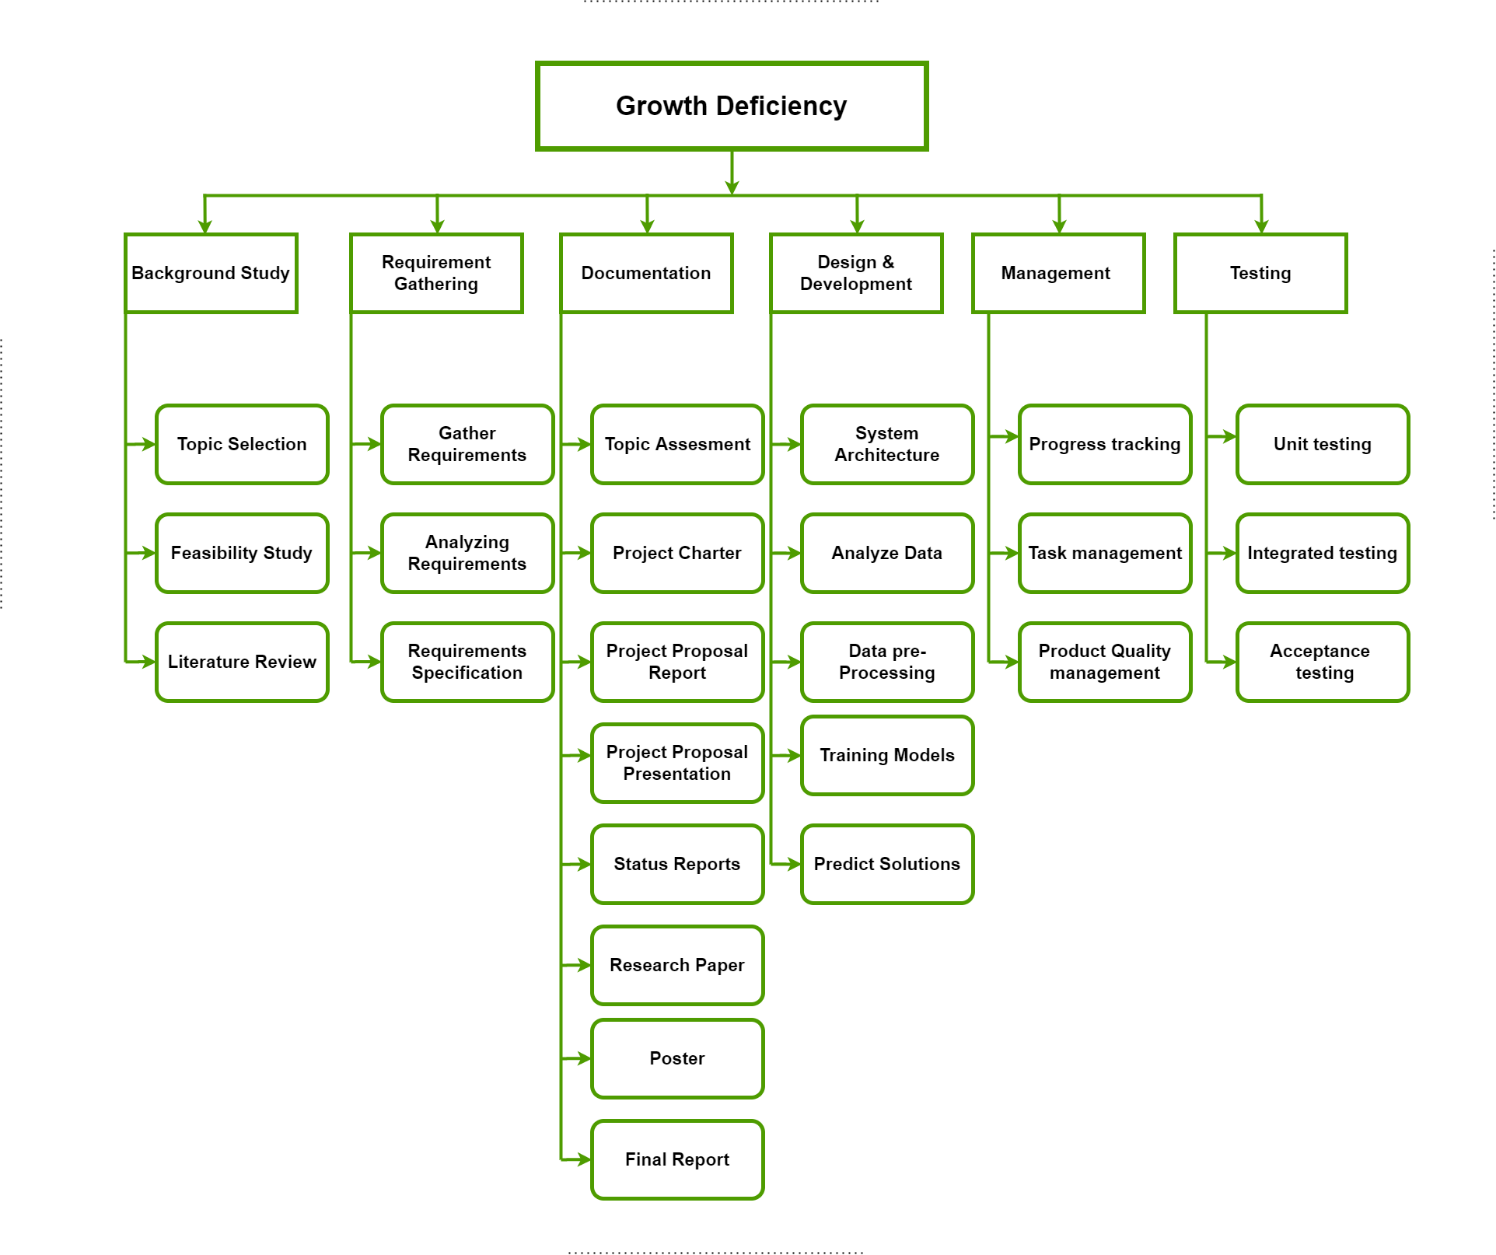 Growth Deficiency
Background Study
Requirement
Gathering
Documentation
Design &
Development
Management
Testing
Topic Selection
Feasibility Study
Literature Review
Gather
Requirements
Analyzing
Requirements
Requirements
Specification
Topic Assesment
Project Charter
Project Proposal
Report
Project Proposal
Presentation
Status Reports
Research Paper
Poster
Final Report
System
Architecture
Analyze Data
Data pre-
Processing
Training Models
Predict Solutions
Progress tracking
Task management
Product Quality
management
Unit testing
Integrated testing
Acceptance
testing